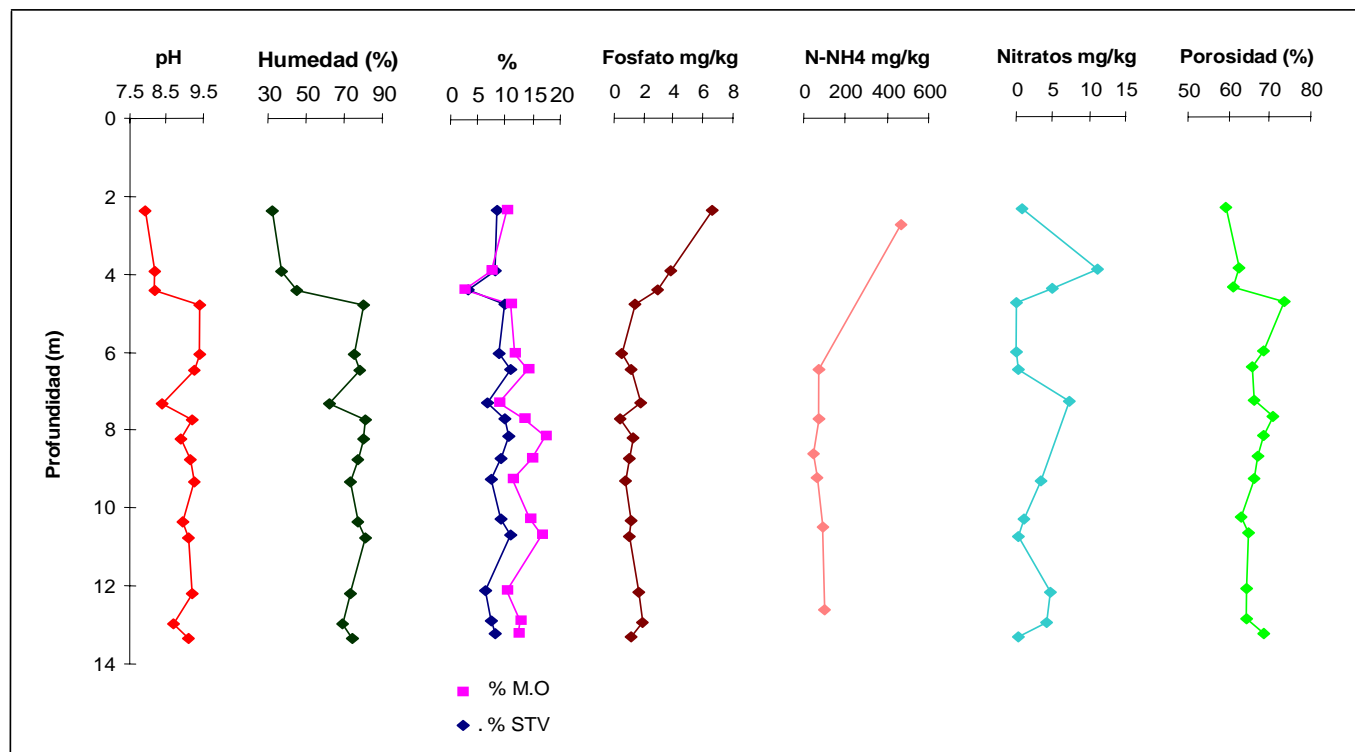 pH
Humedad (%)
%
Fosfato mg/kg
N-NH4 mg/kg
Nitratos mg/kg
Porosidad (%)
7.5 8.5 9.5
30 50 70 90
0 5 10 15 20
0 2 4 6 8
0 200 400 600
0 5 10 15
50 60 70 80
Profundidad (m)
0
2
4
6
8
10
12
14
% M.O
. % STV